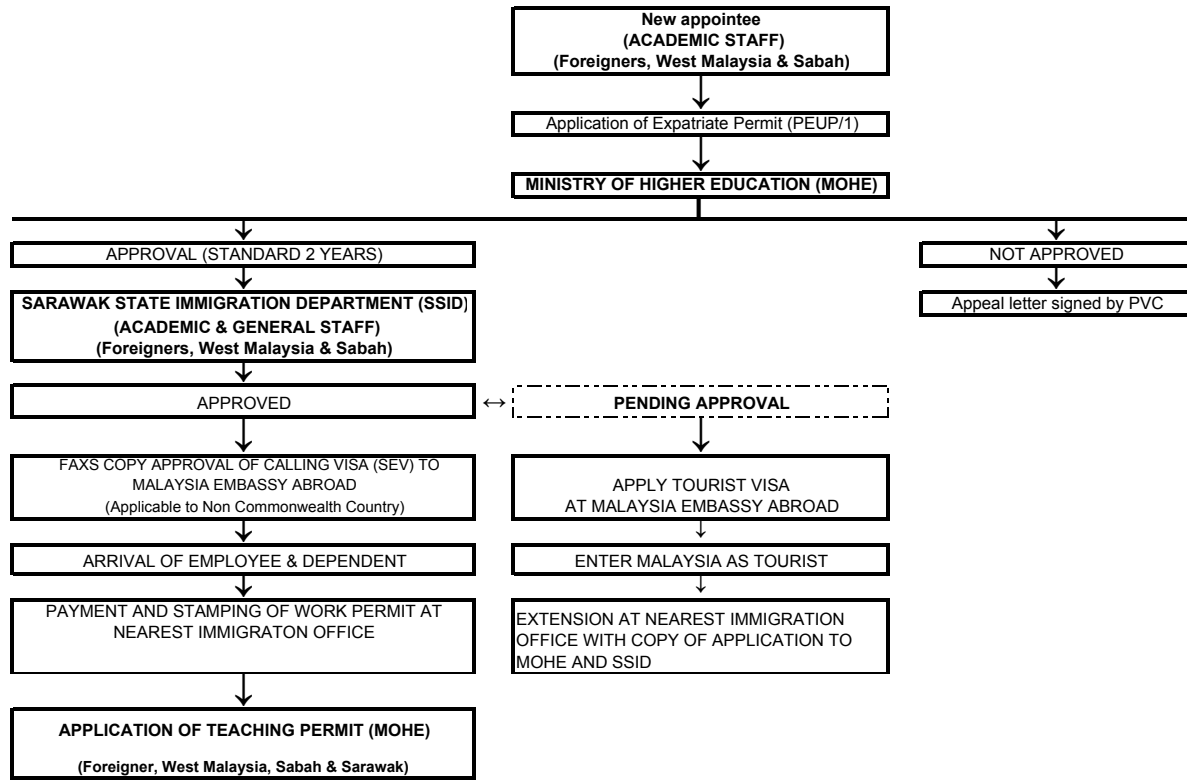 New appointee
(ACADEMIC STAFF)
(Foreigners, West Malaysia & Sabah)
Application of Expatriate Permit (PEUP/1)
MINISTRY OF HIGHER EDUCATION (MOHE)
APPROVAL (STANDARD 2 YEARS)
NOT APPROVED
SARAWAK STATE IMMIGRATION DEPARTMENT (SSID)
(ACADEMIC & GENERAL STAFF)
(Foreigners, West Malaysia & Sabah)
Appeal letter signed by PVC
APPROVED
PENDING APPROVAL
FAXS COPY APPROVAL OF CALLING VISA (SEV) TO
MALAYSIA EMBASSY ABROAD
(Applicable to Non Commonwealth Country)
APPLY TOURIST VISA
AT MALAYSIA EMBASSY ABROAD
ARRIVAL OF EMPLOYEE & DEPENDENT
ENTER MALAYSIA AS TOURIST
PAYMENT AND STAMPING OF WORK PERMIT AT
NEAREST IMMIGRATON OFFICE
EXTENSION AT NEAREST IMMIGRATION
OFFICE WITH COPY OF APPLICATION TO
MOHE AND SSID
APPLICATION OF TEACHING PERMIT (MOHE)
(Foreigner, West Malaysia, Sabah & Sarawak)